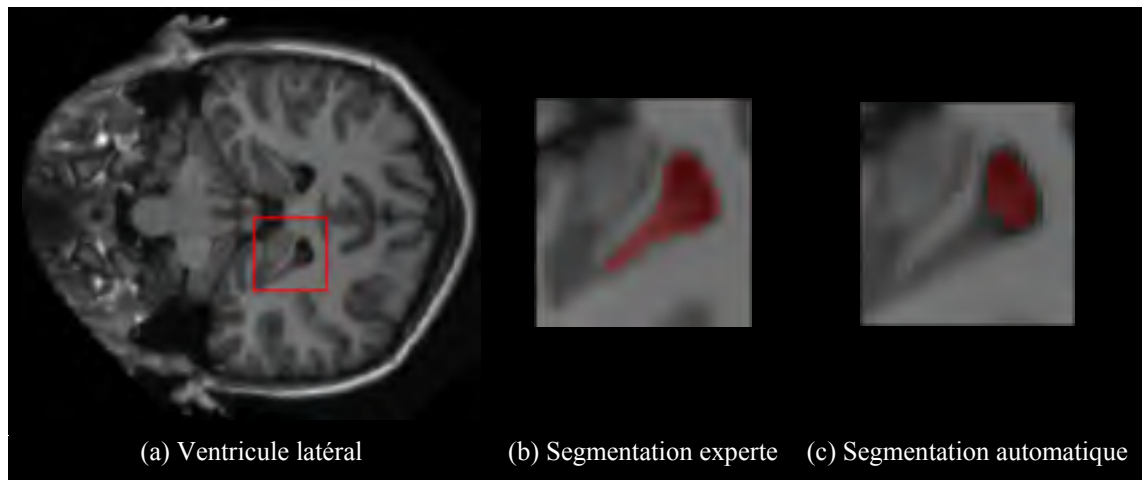 (a) Ventricule latéral
(b) Segmentation experte
(c) Segmentation automatique